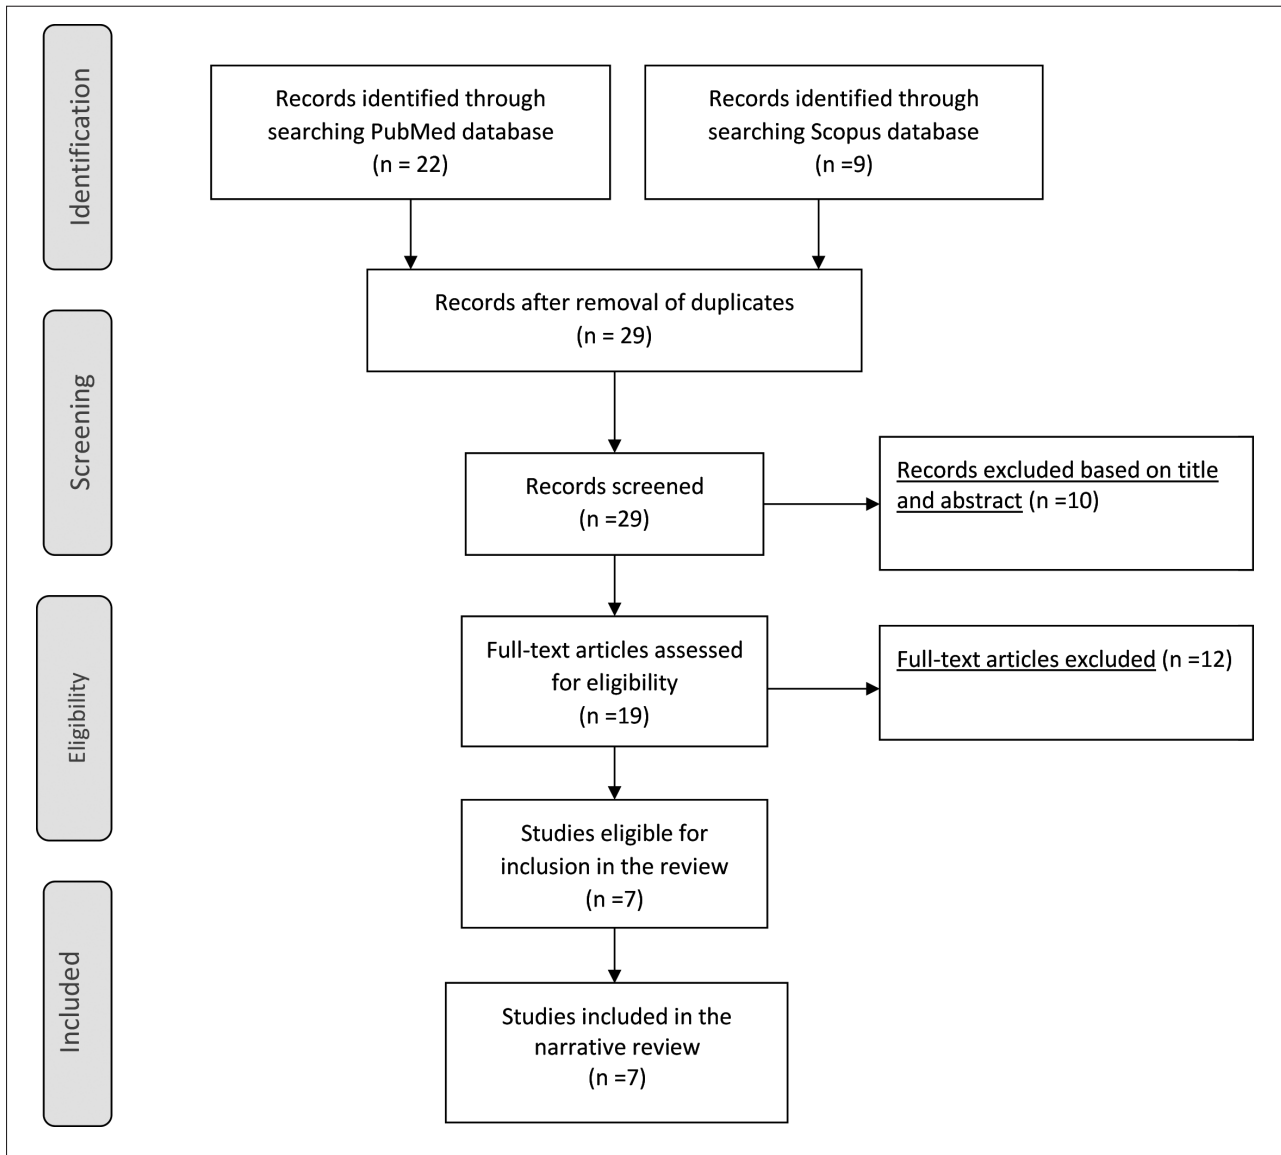 Identification
Records identified through
searching PubMed database
(n = 22)
Records identified through
searching Scopus database
(n =9)
Records after removal of duplicates
(n = 29)
Screening
Records screened
(n =29)
Records excluded based on title
and abstract (n =10)
Eligibility
Full-text articles assessed
for eligibility
(n =19)
Full-text articles excluded (n =12)
Studies eligible for
inclusion in the review
(n =7)
Included
Studies included in the
narrative review
(n =7)